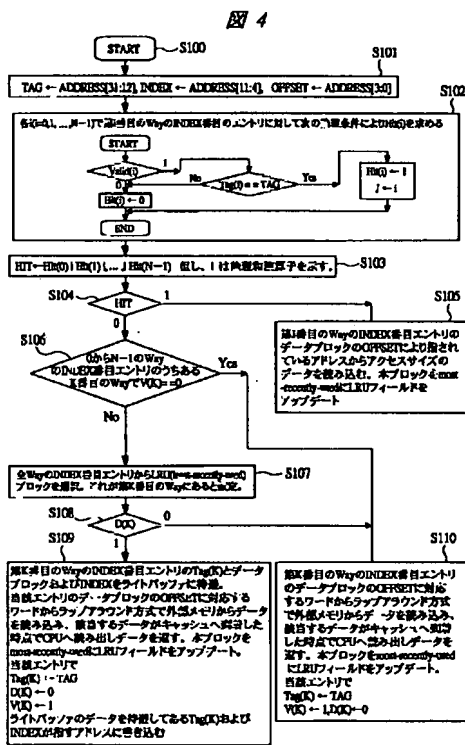 図 4
START
S100
S101
TAG ← ADDRESS[31:12], INDEX ← ADDRESS[11:4], OFFSET ← ADDRESS[3:0]
S102
各i(=0,1,...,N−1)で第i番目のWayのINDEX番目のエントリに対して次の 条件によりHit(i)を求める
START
Valid(i)
1
0
No
Tag(i) == TAG
Yes
Hit(i) ← 1
I ← i
Hit(i) ← 0
END
HIT←Hit(0) | Hit(1) | ... | Hit(N−1) 但し、| は論理和演算子を示す。
S103
S104
HIT
1
0
S105
第I番目のWayのINDEX番目エントリの
データブロックのOFFSETにより指され
ているアドレスからアクセスサイズの
データを読み込む。本ブロックをmost
-recently-usedにLRUフィールドを
アップデート
S106
0からN−1のWay
のINDEX番目エントリのうちある
K番目のWayでV(K)==0
Yes
No
全WayのINDEX番目エントリからLRU(least-recently-used)
ブロックを選択。これが第K番目のWayにあると仮定。
S107
S108
D(K)
0
1
S109
第K番目のWayのINDEX番目エントリのTag(K)とデータ
ブロックおよびINDEXをライトバッファに待避。
当該エントリのデータブロックのOFFSETに対応する
ワードからラップアラウンド方式で外部メモリからデータ
を読み込み、該当するデータがキャッシュへ到着した
時点でCPUへ読み出しデータを返す。本ブロックを
most-recently-usedにLRUフィールドをアップデート。
当該エントリで
Tag(K) ← TAG
D(K) ← 0
V(K) ← 1
ライトバッファのデータを待避してあるTag(K)および
INDEXが指すアドレスに書き込む
S110
第K番目のWayのINDEX番目エントリ
のデータブロックのOFFSETに対応
するワードからラップアラウンド方式
で外部メモリからデータを読み込み、
該当するデータがキャッシュへ到着し
た時点でCPUへ読み出しデータを返
す。本ブロックをmost-recently-used
にLRUフィールドをアップデート。
当該エントリで
Tag(K) ← TAG
V(K) ← 1,D(K)←0